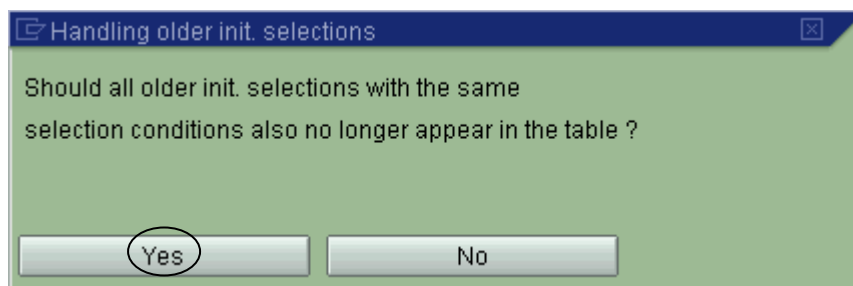 Handling older init. selections
Should all older init. selections with the same
selection conditions also no longer appear in the table ?
Yes
No